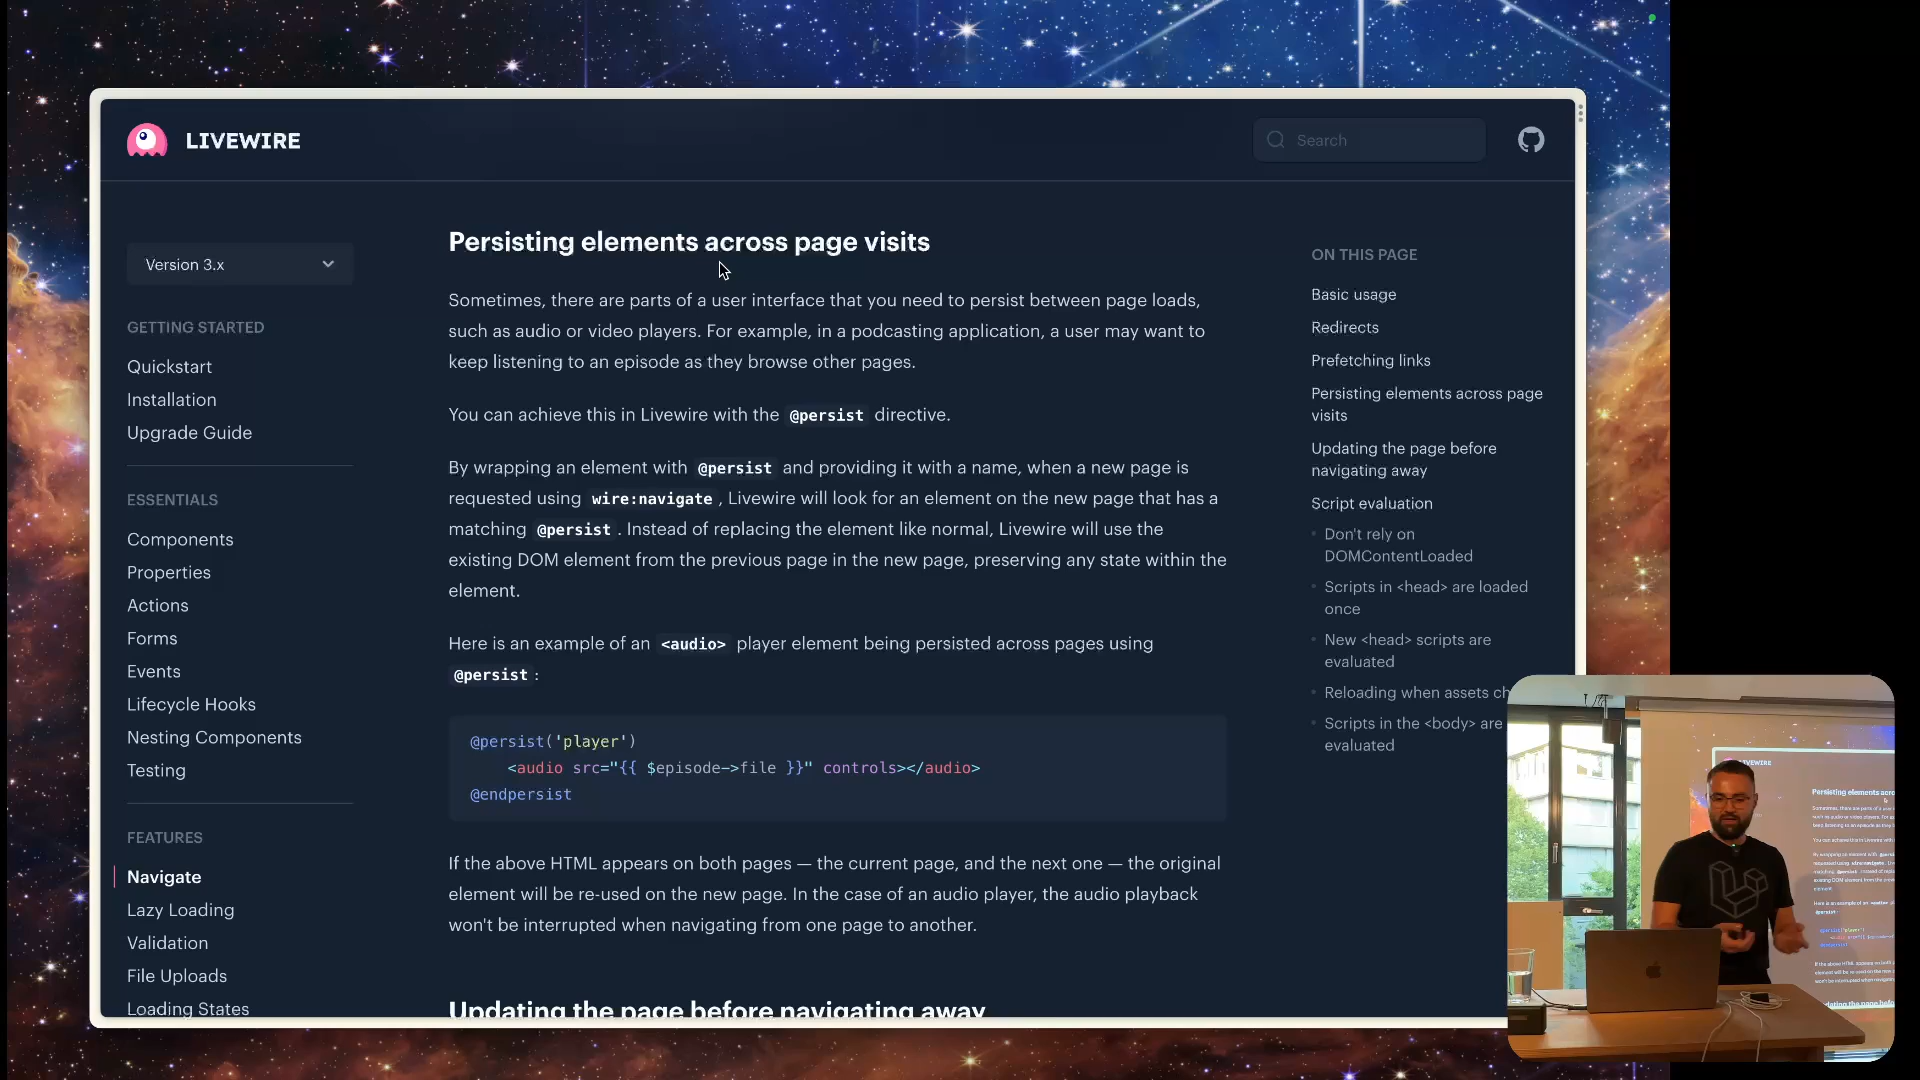 LIVEWIRE
Search
Version 3.x
GETTING STARTED
Quickstart
Installation
Upgrade Guide
ESSENTIALS
Components
Properties
Actions
Forms
Events
Lifecycle Hooks
Nesting Components
Testing
FEATURES
Navigate
Lazy Loading
Validation
File Uploads
Loading States
Persisting elements across page visits
Sometimes, there are parts of a user interface that you need to persist between page loads,
such as audio or video players. For example, in a podcasting application, a user may want to
keep listening to an episode as they browse other pages.
You can achieve this in Livewire with the @persist directive.
By wrapping an element with @persist and providing it with a name, when a new page is
requested using wire:navigate , Livewire will look for an element on the new page that has a
matching @persist . Instead of replacing the element like normal, Livewire will use the
existing DOM element from the previous page in the new page, preserving any state within the
element.
Here is an example of an <audio> player element being persisted across pages using
@persist :
@persist('player')
<audio src="{{ $episode->file }}" controls></audio>
@endpersist
If the above HTML appears on both pages — the current page, and the next one — the original
element will be re-used on the new page. In the case of an audio player, the audio playback
won't be interrupted when navigating from one page to another.
Updating the page before navigating away
ON THIS PAGE
Basic usage
Redirects
Prefetching links
Persisting elements across page
visits
Updating the page before
navigating away
Script evaluation
Don't rely on
DOMContentLoaded
Scripts in <head> are loaded
once
New <head> scripts are
evaluated
Reloading when assets ch
Scripts in the <body> are
evaluated